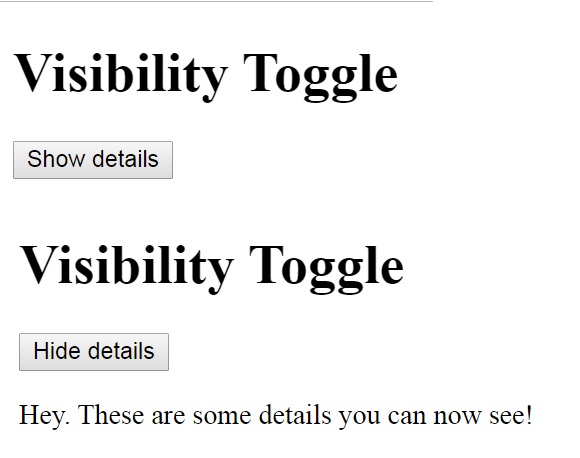 Visibility Toggle
Show details
Visibility Toggle
Hide details
Hey. These are some details you can now see!